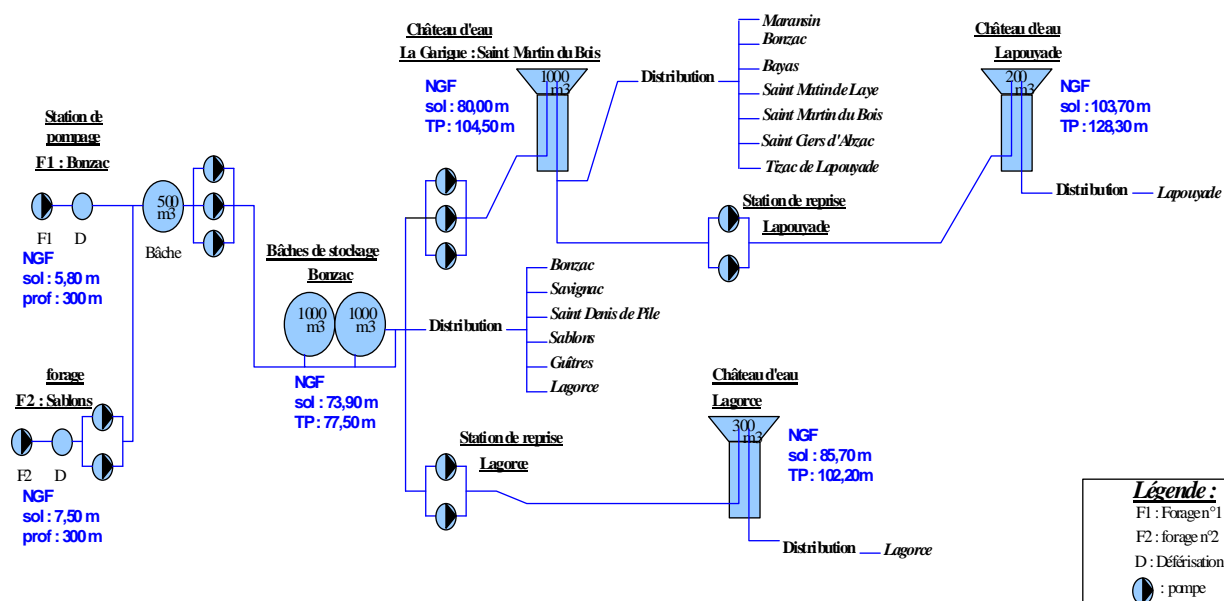 Château d'eau
La Garigue : Saint Martin du Bois
1000
m3
NGF
sol : 80,00 m
TP : 104,50 m
Distribution
Maransin
Bonzac
Bayas
Saint Matin de Laye
Saint Martin du Bois
Saint Ciers d'Abzac
Tizac de Lapouyade
Château d'eau
Lapouyade
200
m3
NGF
sol : 103,70 m
TP : 128,30 m
Distribution
Lapouyade
Station de
pompage
F1 : Bonzac
F1
D
500
m3
Bâche
NGF
sol : 5,80 m
prof : 300 m
Station de reprise
Lapouyade
Bâches de stockage
Bonzac
1000
m3
1000
m3
NGF
sol : 73,90 m
TP : 77,50 m
Distribution
Bonzac
Savignac
Saint Denis de Pile
Sablons
Guîtres
Lagorce
forage
F2 : Sablons
F2
D
NGF
sol : 7,50 m
prof : 300 m
Station de reprise
Lagorce
Château d'eau
Lagorce
300
m3
NGF
sol : 85,70 m
TP : 102,20m
Distribution
Lagorce
Légende :
F1 : Forage n°1
F2 : forage n°2
D : Déférisation
: pompe